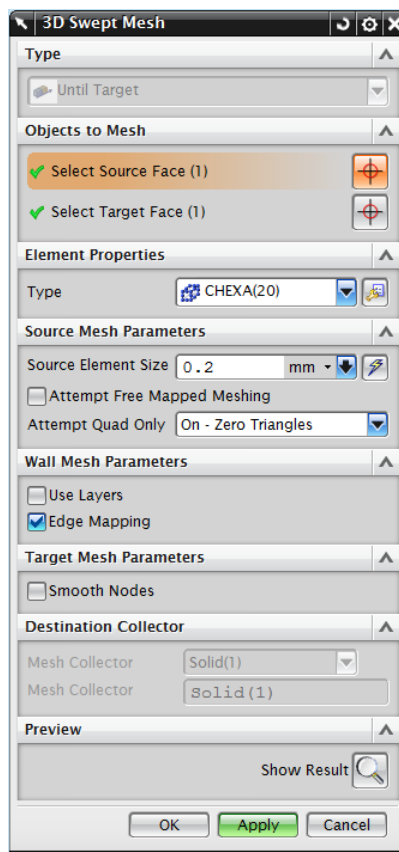 3D Swept Mesh
Type
Until Target
Objects to Mesh
Select Source Face (1)
Select Target Face (1)
Element Properties
Type CHEXA(20)
Source Mesh Parameters
Source Element Size 0.2 mm
Attempt Free Mapped Meshing
Attempt Quad Only On - Zero Triangles
Wall Mesh Parameters
Use Layers
Edge Mapping
Target Mesh Parameters
Smooth Nodes
Destination Collector
Mesh Collector Solid(1)
Mesh Collector Solid(1)
Preview
Show Result
OK Apply Cancel